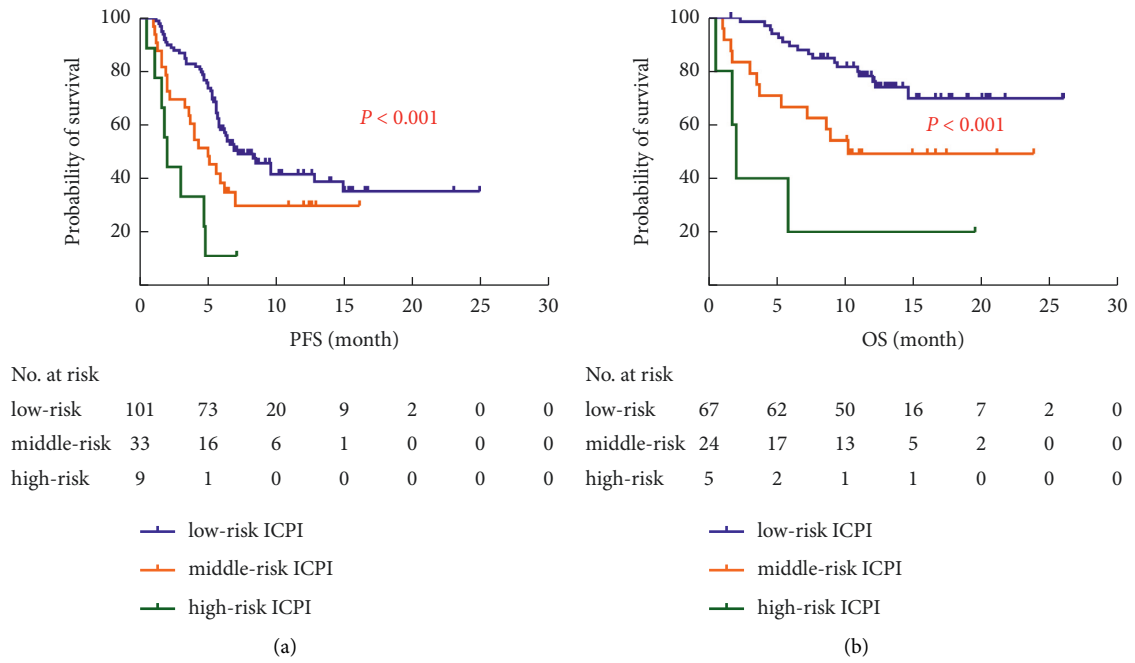 100
80
60
40
20
Probability of survival
P < 0.001
0 5 10 15 20 25 30
PFS (month)
No. at risk
low-risk 101 73 20 9 2 0 0
middle-risk 33 16 6 1 0 0 0
high-risk 9 1 0 0 0 0 0
low-risk ICPI
middle-risk ICPI
high-risk ICPI
(a)
100
80
60
40
20
Probability of survival
P < 0.001
0 5 10 15 20 25 30
OS (month)
No. at risk
low-risk 67 62 50 16 7 2 0
middle-risk 24 17 13 5 2 0 0
high-risk 5 2 1 1 0 0 0
low-risk ICPI
middle-risk ICPI
high-risk ICPI
(b)